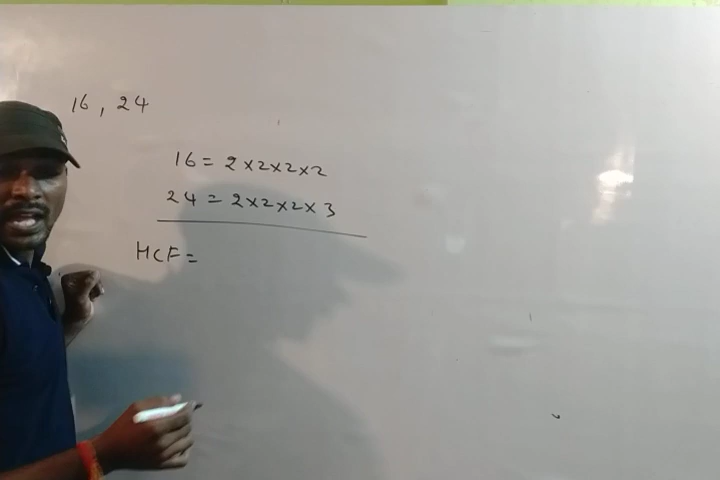 16, 24
16 = 2×2×2×2
24 = 2×2×2×3
HCF =